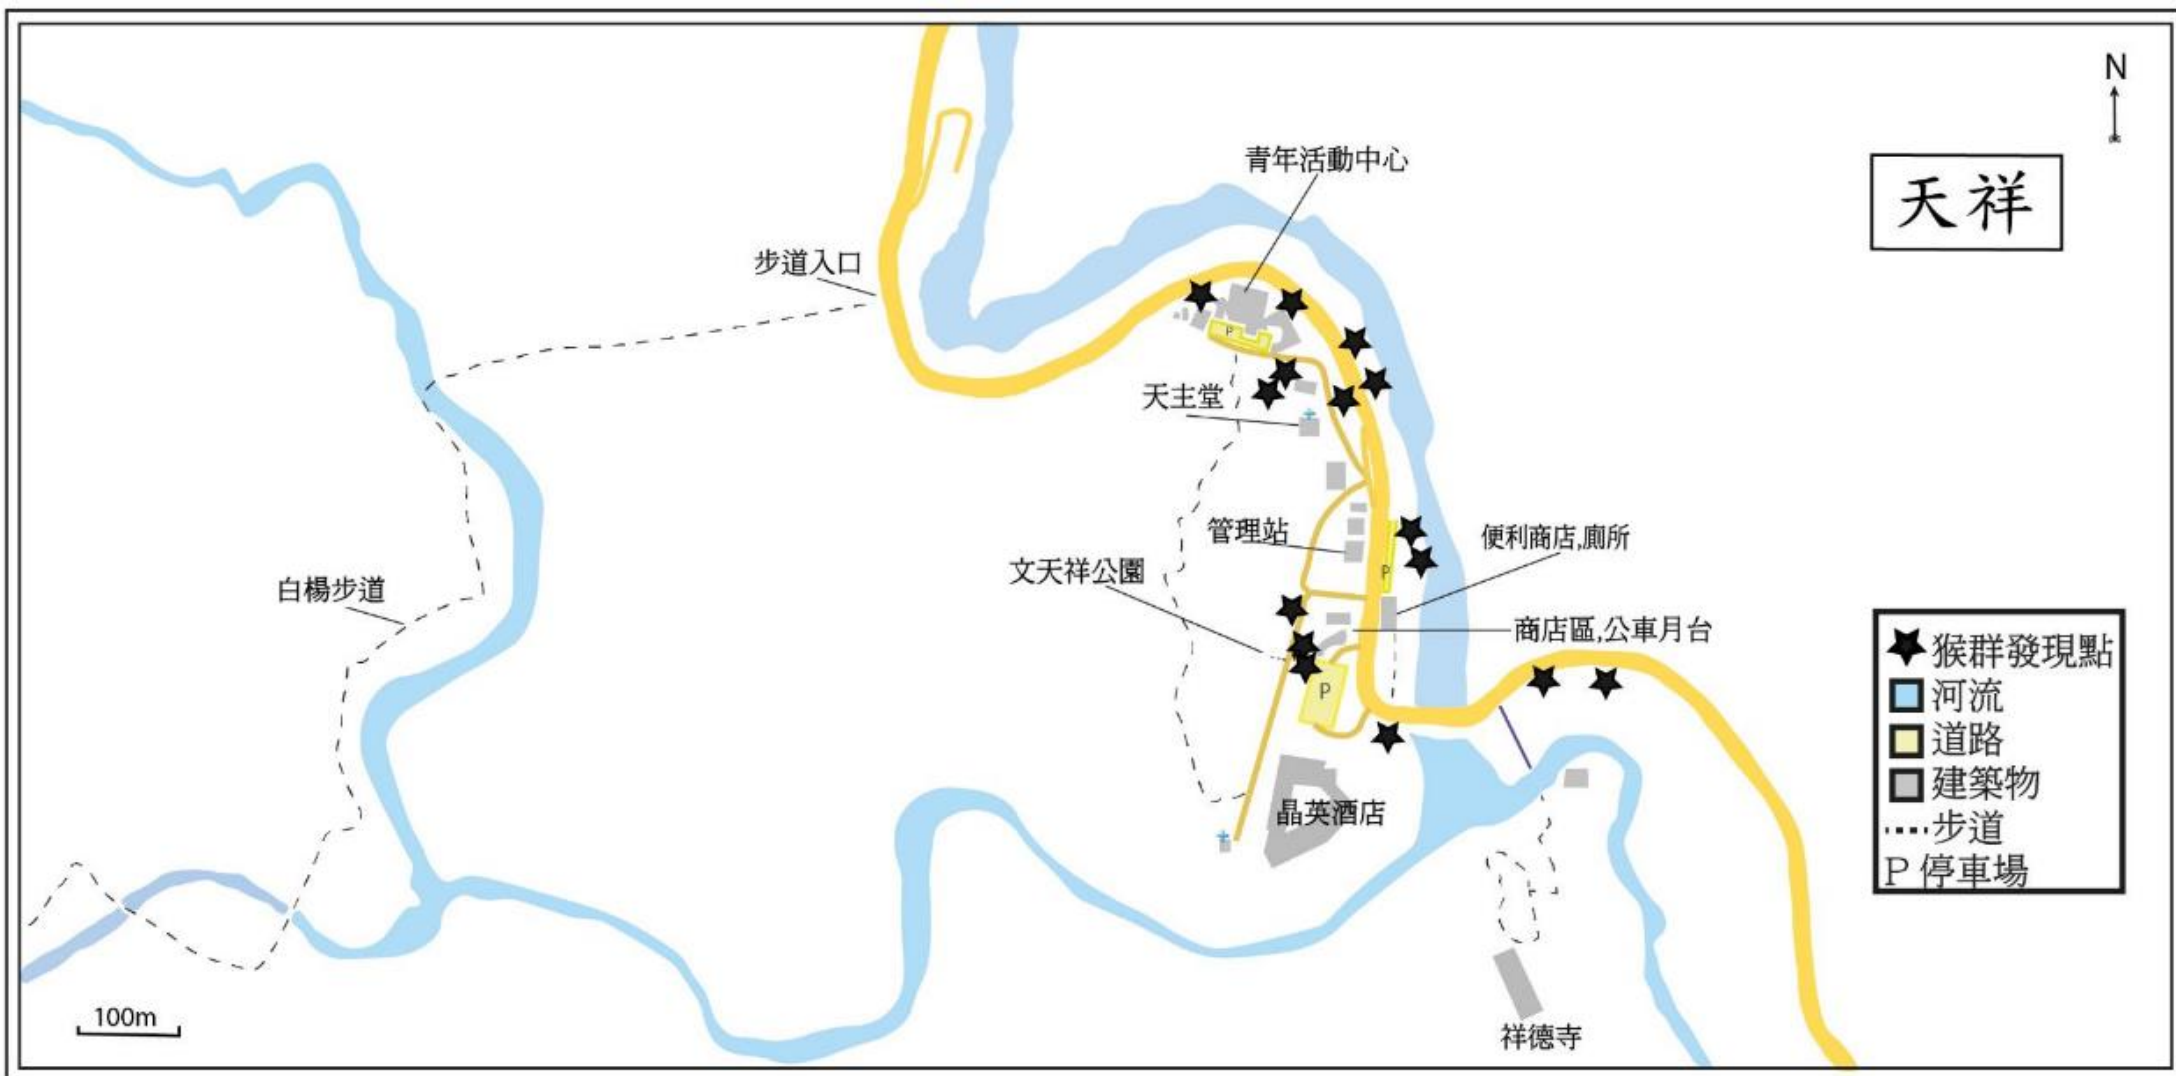 N
天祥
青年活動中心
步道入口
P
天主堂
管理站
便利商店,廁所
文天祥公園
P
白楊步道
商店區,公車月台
P
晶英酒店
祥德寺
100m
猴群發現點
河流
道路
建築物
步道
P 停車場